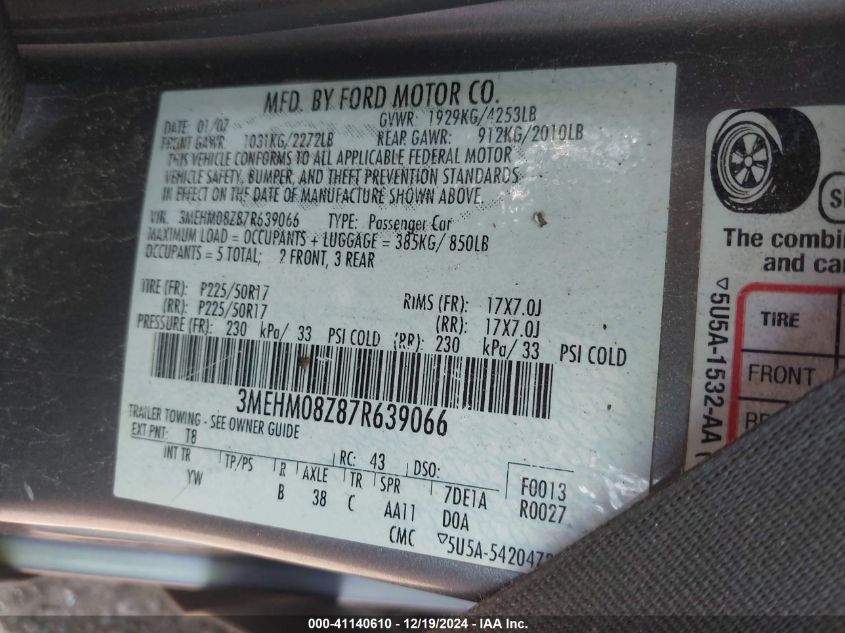 MFD. BY FORD MOTOR CO.
DATE: 01/07 GVWR: 1929KG/4253LB
FRONT GAWR: 1031KG/2272LB REAR GAWR: 912KG/2010LB
THIS VEHICLE CONFORMS TO ALL APPLICABLE FEDERAL MOTOR
VEHICLE SAFETY, BUMPER, AND THEFT PREVENTION STANDARDS
IN EFFECT ON THE DATE OF MANUFACTURE SHOWN ABOVE.
VIN: 3MEHM08Z87R639066 TYPE: Passenger Car
MAXIMUM LOAD = OCCUPANTS + LUGGAGE = 385KG/ 850LB
OCCUPANTS = 5 TOTAL; 2 FRONT, 3 REAR
TIRE (FR): P225/50R17 RIMS (FR): 17X7.0J
(RR): P225/50R17 (RR): 17X7.0J
PRESSURE (FR): 230 kPa/ 33 PSI COLD (RR): 230 kPa/ 33 PSI COLD
3MEHM08Z87R639066
TRAILER TOWING - SEE OWNER GUIDE
EXT PNT: T8 RC: 43 DSO: F0013
INT TR TP/PS R AXLE TR SPR 7DE1A R0027
YW B 38 C AA11 D0A
CMC ▽5U5A-542047
S
The combin
and ca
TIRE
FRONT
▽5U5A-1532-AA
000-41140610 - 12/19/2024 - IAA Inc.